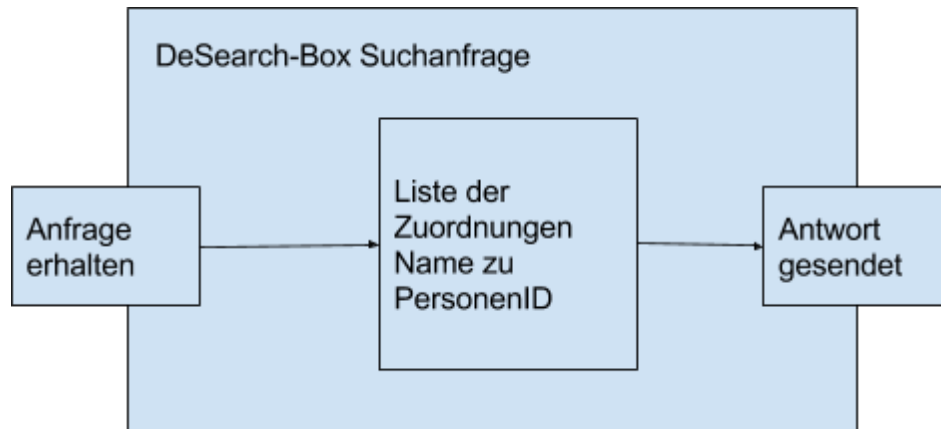 DeSearch-Box Suchanfrage
Anfrage
erhalten
Liste der
Zuordnungen
Name zu
PersonenID
Antwort
gesendet